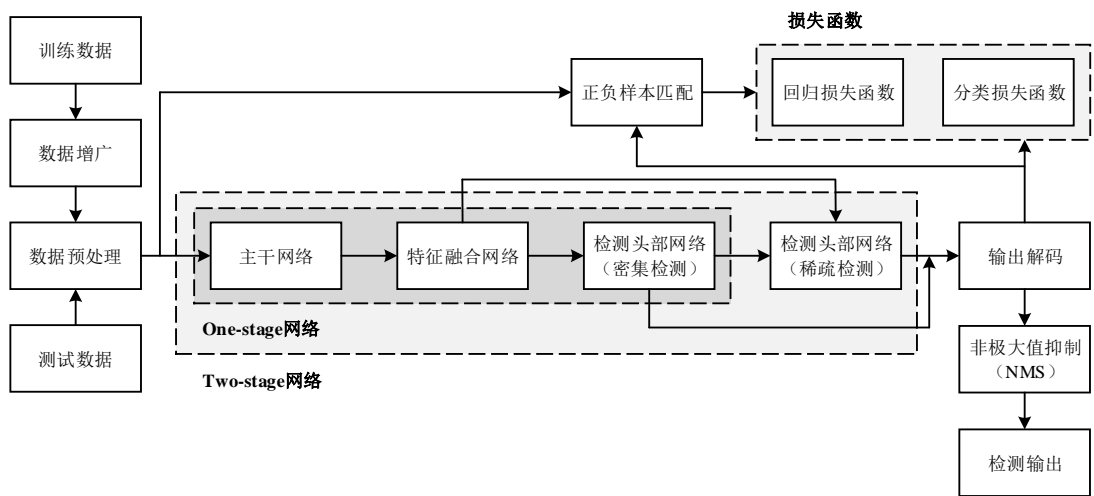 损失函数
训练数据
正负样本匹配
回归损失函数
分类损失函数
数据增广
数据预处理
主干网络
特征融合网络
检测头部网络
（密集检测）
检测头部网络
（稀疏检测）
输出解码
One-stage网络
测试数据
Two-stage网络
非极大值抑制
（NMS）
检测输出